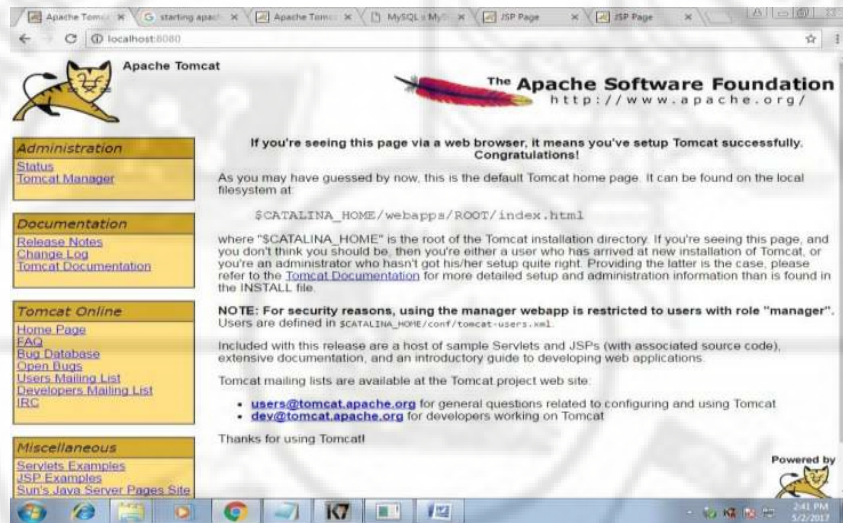 Apache Tomc
starting apac
Apache Tomc
MySQL :: MyS
JSP Page
JSP Page
localhost:8080
Apache Tomcat
The Apache Software Foundation
http://www.apache.org/
Administration
Status
Tomcat Manager
Documentation
Release Notes
Change Log
Tomcat Documentation
Tomcat Online
Home Page
FAQ
Bug Database
Open Bugs
Users Mailing List
Developers Mailing List
IRC
Miscellaneous
Servlets Examples
JSP Examples
Sun's Java Server Pages Site
If you're seeing this page via a web browser, it means you've setup Tomcat successfully.
Congratulations!
As you may have guessed by now, this is the default Tomcat home page. It can be found on the local
filesystem at:
$CATALINA_HOME/webapps/ROOT/index.html
where "$CATALINA_HOME" is the root of the Tomcat installation directory. If you're seeing this page, and
you don't think you should be, then you're either a user who has arrived at new installation of Tomcat, or
you're an administrator who hasn't got his/her setup quite right. Providing the latter is the case, please
refer to the Tomcat Documentation for more detailed setup and administration information than is found in
the INSTALL file.
NOTE: For security reasons, using the manager webapp is restricted to users with role "manager".
Users are defined in $CATALINA_HOME/conf/tomcat-users.xml.
Included with this release are a host of sample Servlets and JSPs (with associated source code),
extensive documentation, and an introductory guide to developing web applications.
Tomcat mailing lists are available at the Tomcat project web site:
users@tomcat.apache.org for general questions related to configuring and using Tomcat
dev@tomcat.apache.org for developers working on Tomcat
Thanks for using Tomcat!
Powered by
K7
2:41 PM
5/2/2017